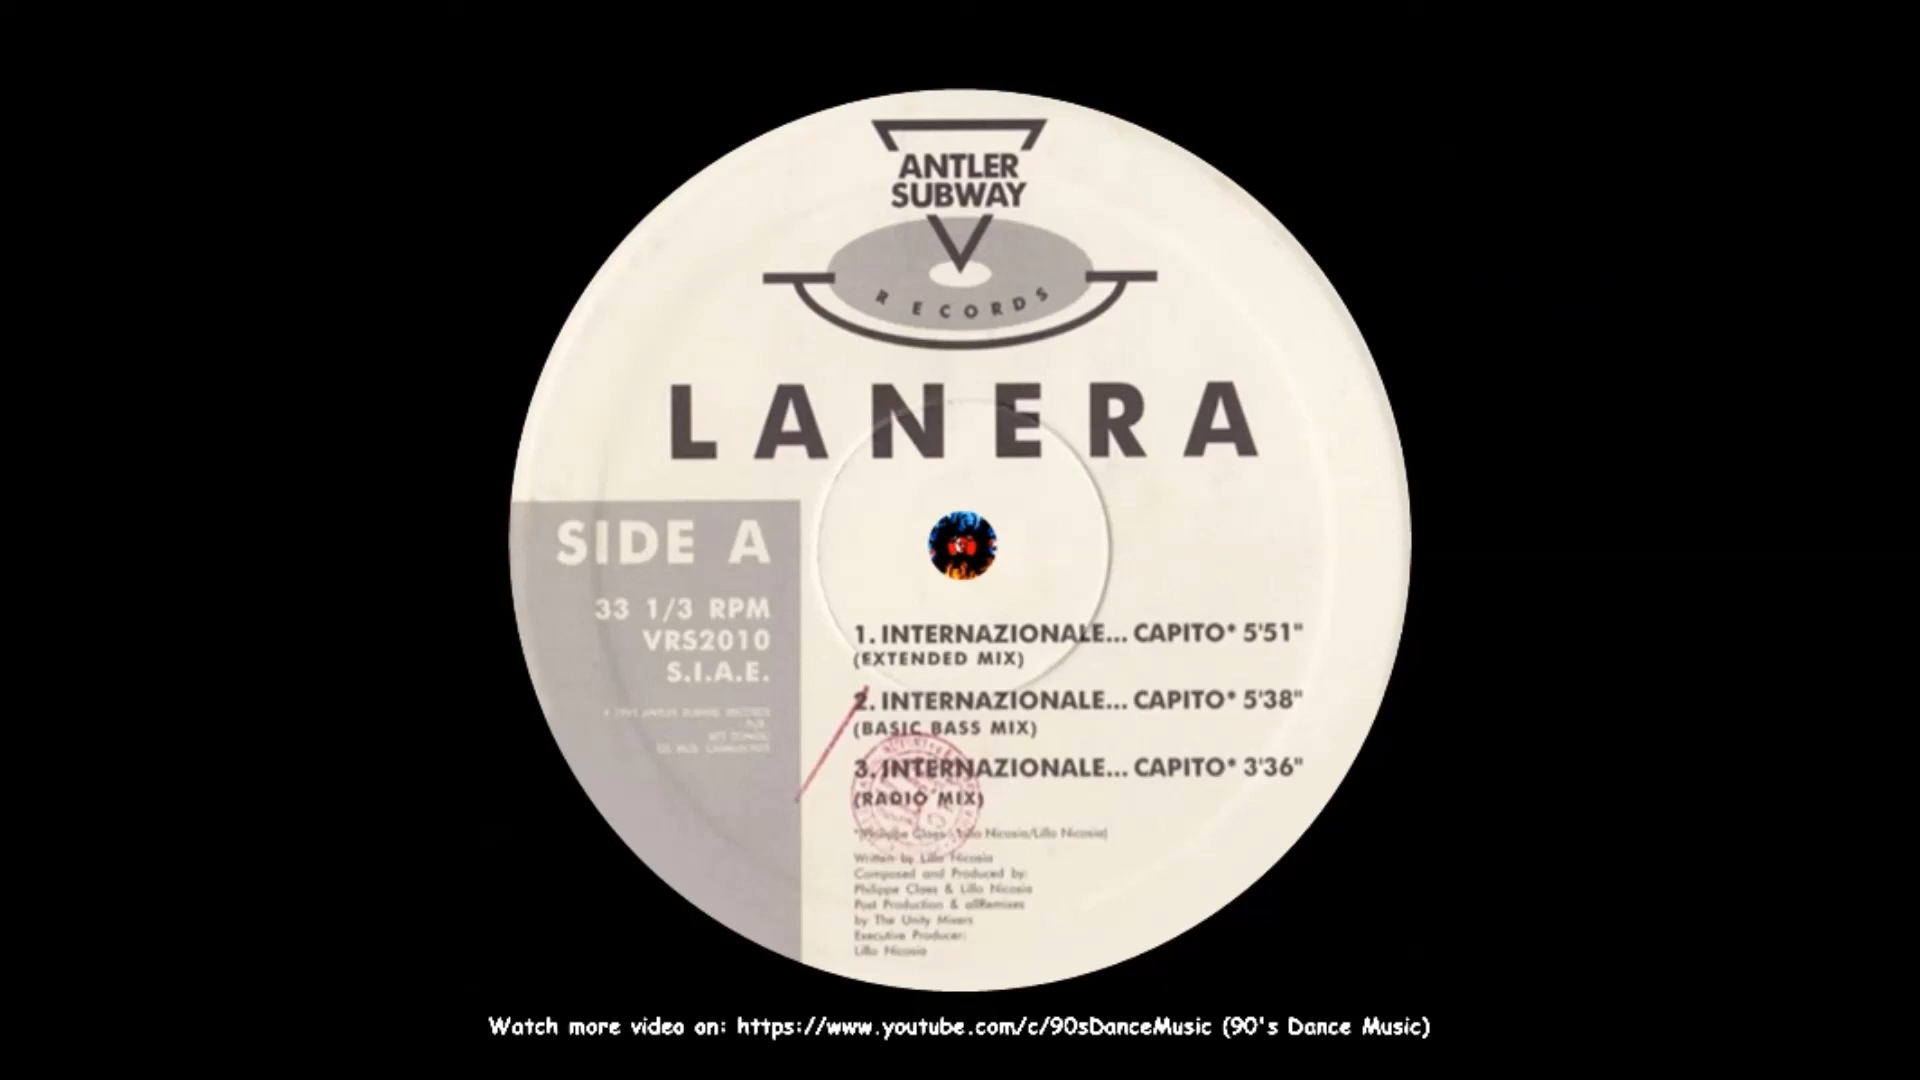 ANTLER
SUBWAY
RECORDS
LANERA
SIDE A
33 1/3 RPM
VRS2010
S.I.A.E.
1. INTERNAZIONALE... CAPITO* 5'51"
(EXTENDED MIX)
2. INTERNAZIONALE... CAPITO* 5'38"
(BASIC BASS MIX)
3. INTERNAZIONALE... CAPITO* 3'36"
(RADIO MIX)
Nicosia/Lillo Nicosia)
Written by Lillo Nicosia
Composed and Produced by:
Philippe Claes & Lillo Nicosia
Post Production & allRemixes
by The Unity Mixers
Executive Producer:
Lillo Nicosia
Watch more video on: https://www.youtube.com/c/90sDanceMusic (90's Dance Music)